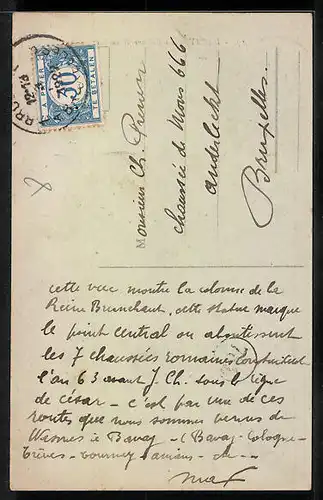 A PAYER
30
TE BETALEN
Monsieur Ch.
chaussée de Mons 666
Anderlecht
Bruxelles.
cette vue montre la colonne de la
Reine Brunehaut, cette statue marque
le point central ou aboutissent
les 7 chaussées romaines construites
l'an 63 avant J. Ch. sous le règne
de césar – c'est par une de ces
routes que nous sommes venus de
Wasmes à Bavay – (Bavay-Cologne-
Trèves-Tournay-amiens-etc –
Max